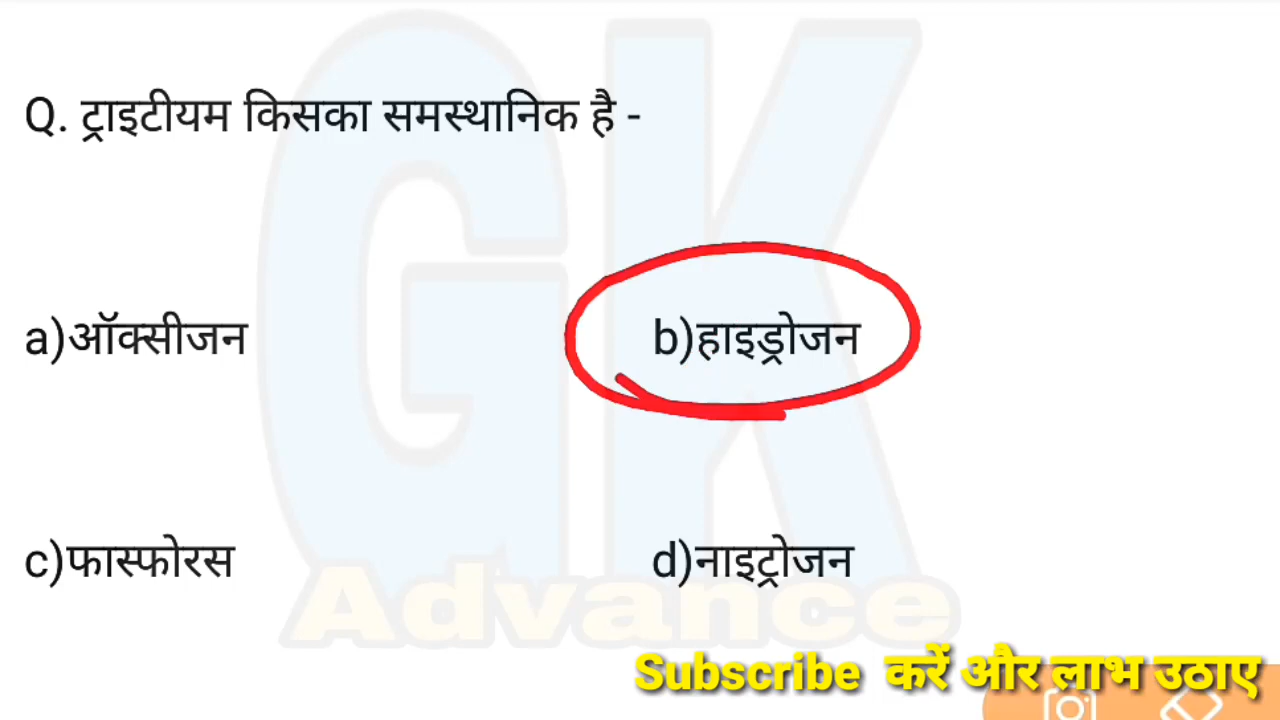 GK
Q. ट्राइटीयम किसका समस्थानिक है -
a)ऑक्सीजन b)हाइड्रोजन
c)फास्फोरस d)नाइट्रोजन
Advance
Subscribe करें और लाभ उठाए